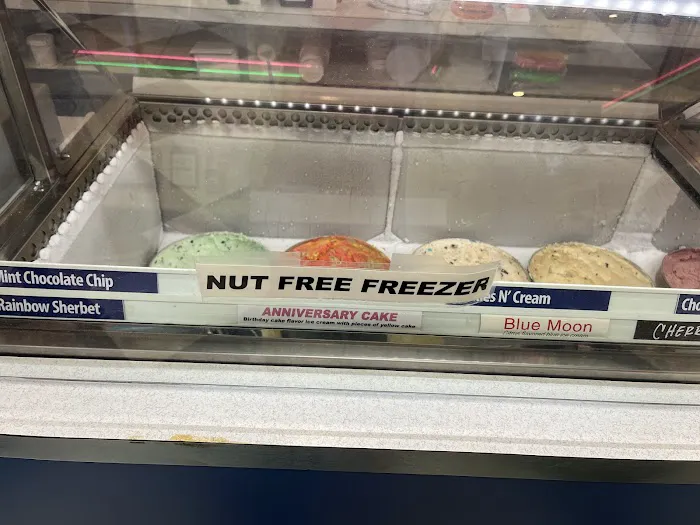 Mint Chocolate Chip
NUT FREE FREEZER
es N' Cream
Rainbow Sherbet
ANNIVERSARY CAKE
Birthday cake flavor ice cream with pieces of yellow cake
Blue Moon
CHERR